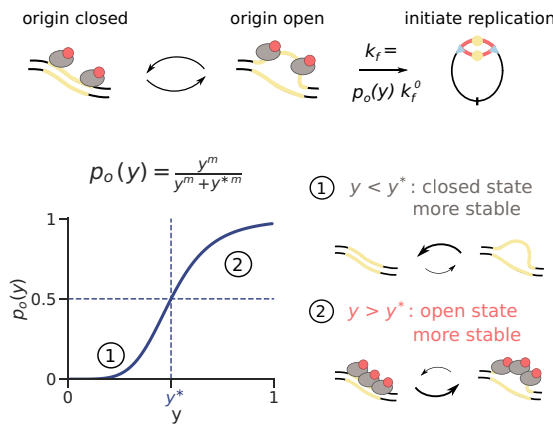 origin closed
origin open
initiate replication
k_f =
p_o(y) k_f^0
p_o(y) = y^m / (y^m + y^{* m})
1
0.5
0
p_o(y)
1
2
0
y*
1
y
1 y < y* : closed state
more stable
2 y > y* : open state
more stable